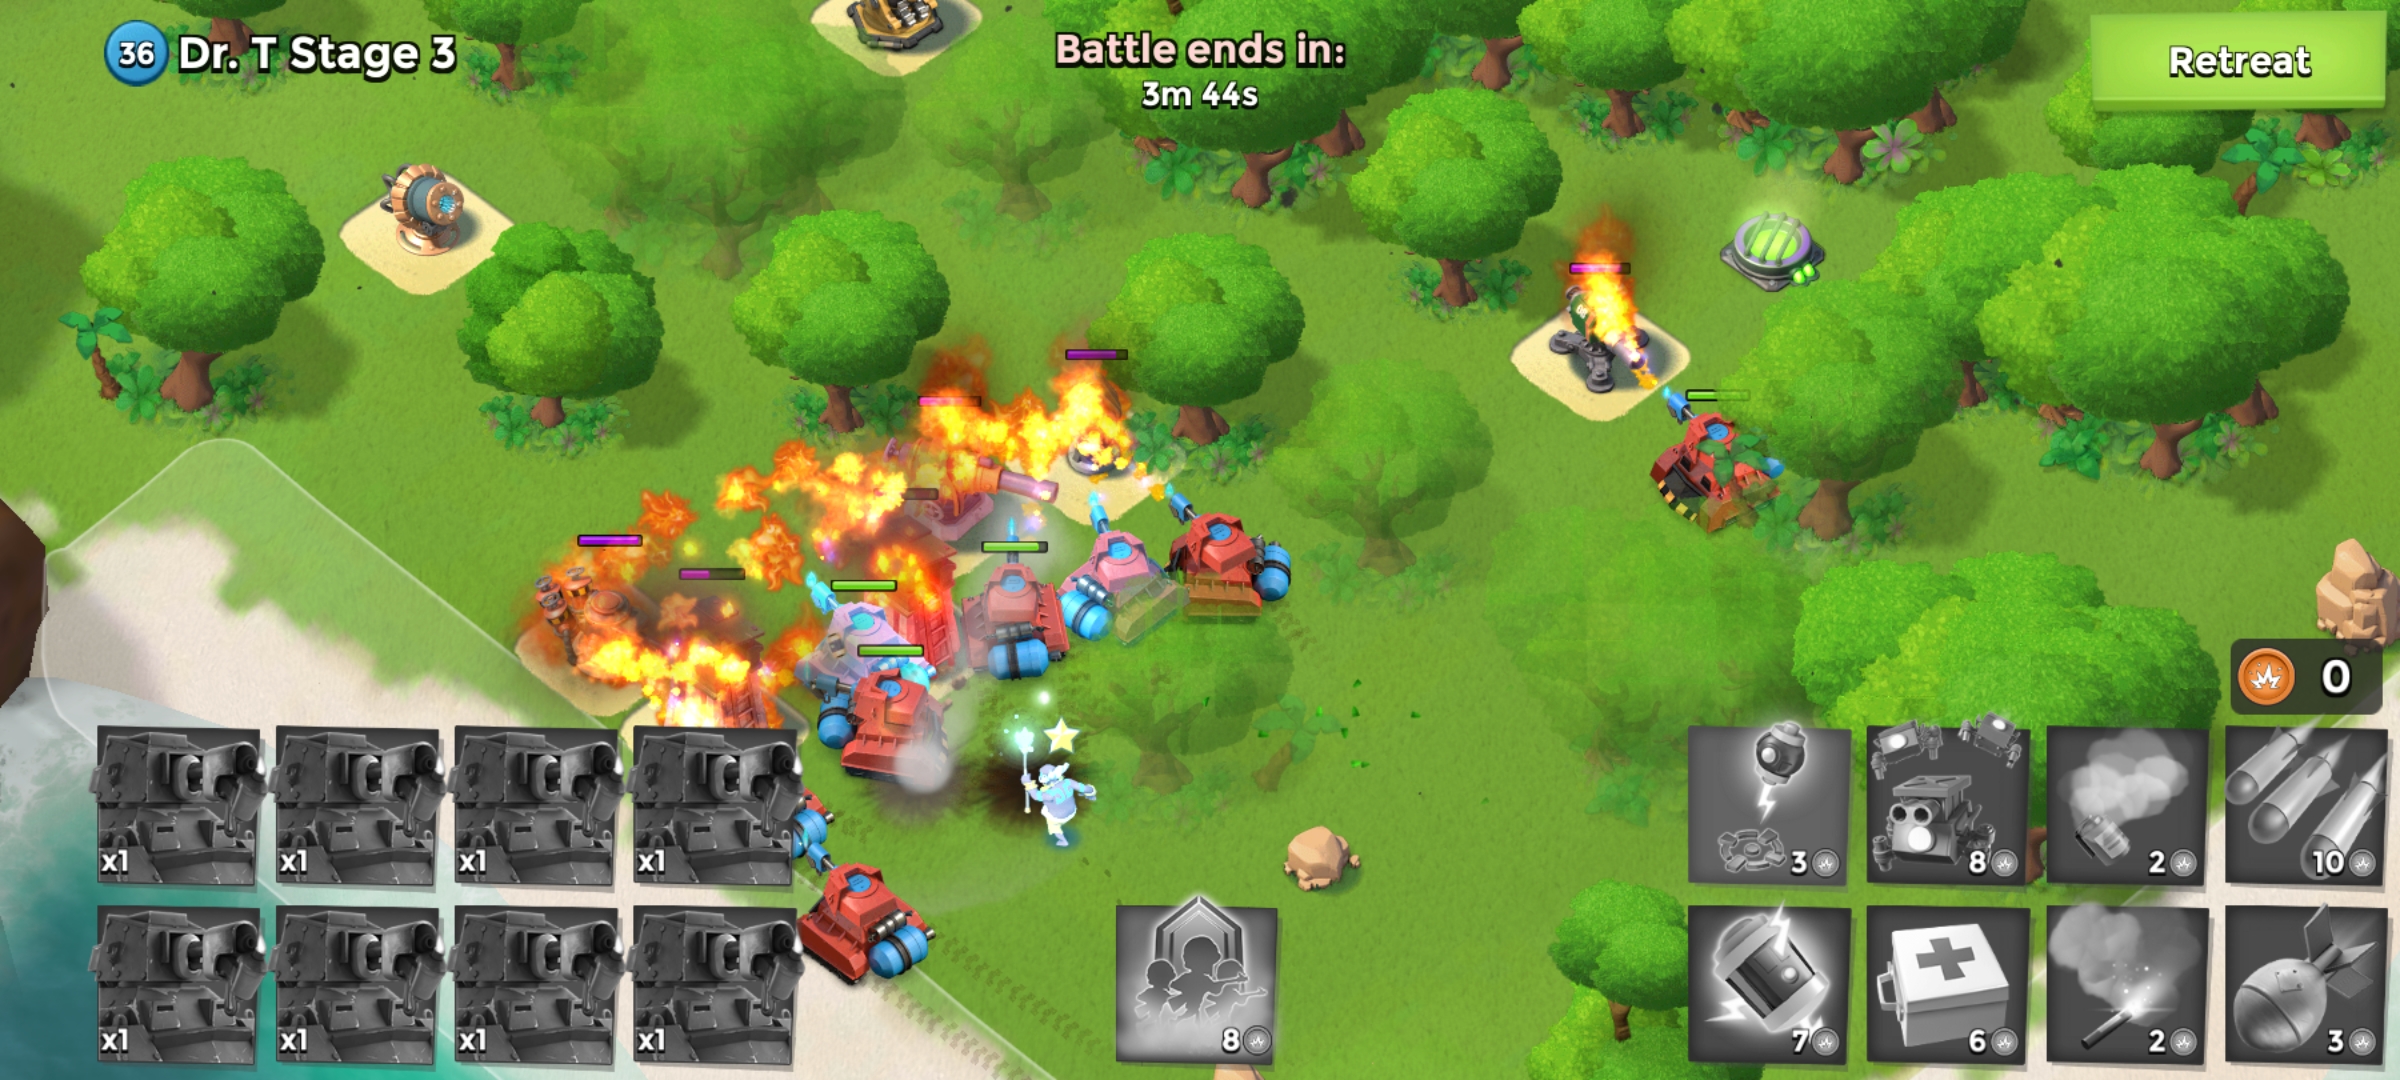 36 Dr. T Stage 3
Battle ends in:
3m 44s
Retreat
0
x1 x1 x1 x1
3 8 2 10
x1 x1 x1 x1
8
7 6 2 3